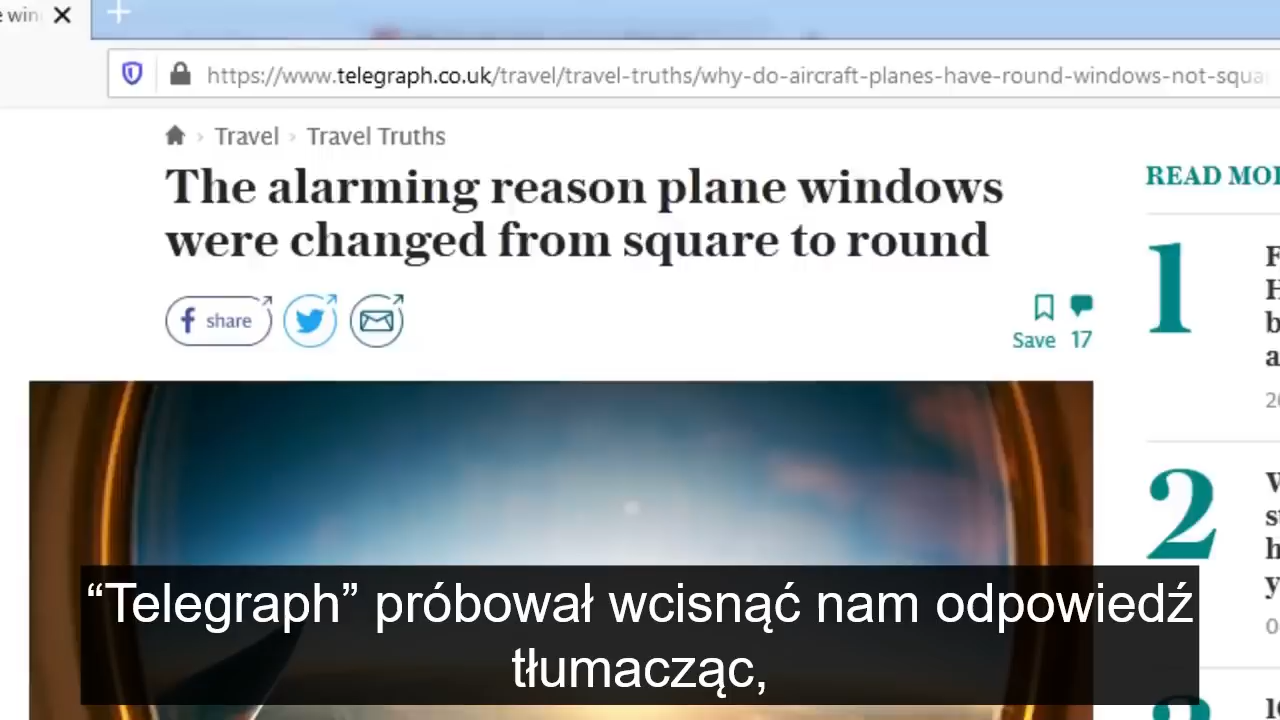 https://www.telegraph.co.uk/travel/travel-truths/why-do-aircraft-planes-have-round-windows-not-squa
Travel › Travel Truths
The alarming reason plane windows
were changed from square to round
READ
1
share
Save 17
2
“Telegraph” próbował wcisnąć nam odpowiedź
tłumacząc,